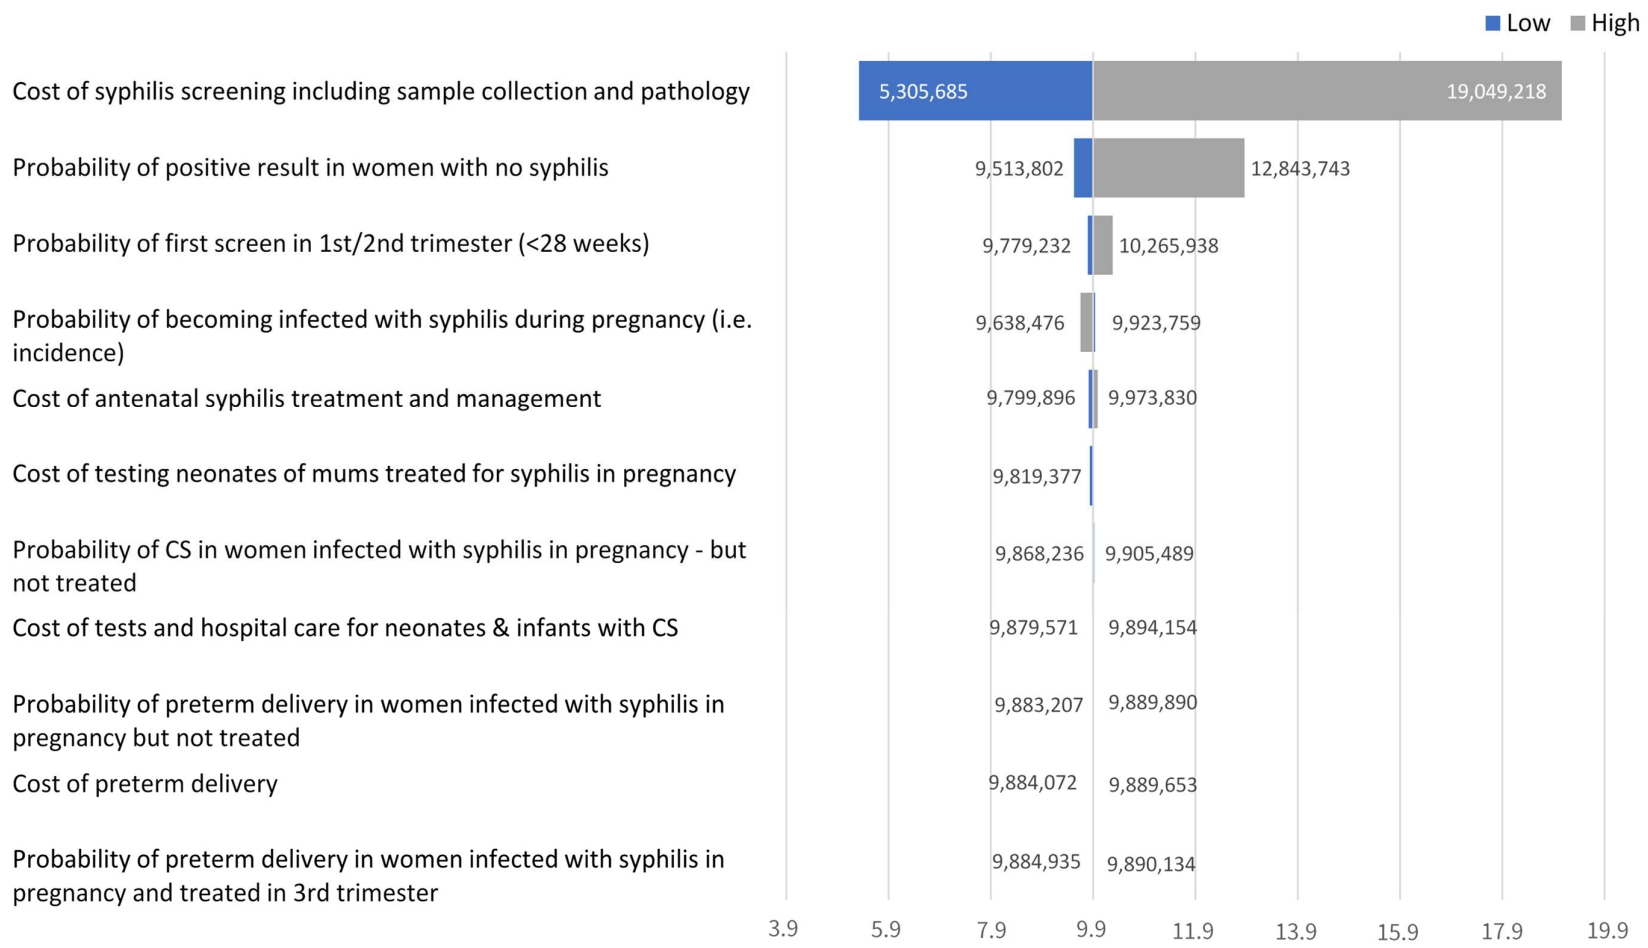 Low High
Cost of syphilis screening including sample collection and pathology 5,305,685 19,049,218
Probability of positive result in women with no syphilis 9,513,802 12,843,743
Probability of first screen in 1st/2nd trimester (<28 weeks) 9,779,232 10,265,938
Probability of becoming infected with syphilis during pregnancy (i.e. 9,638,476 9,923,759
incidence)
Cost of antenatal syphilis treatment and management 9,799,896 9,973,830
Cost of testing neonates of mums treated for syphilis in pregnancy 9,819,377
Probability of CS in women infected with syphilis in pregnancy - but 9,868,236 9,905,489
not treated
Cost of tests and hospital care for neonates & infants with CS 9,879,571 9,894,154
Probability of preterm delivery in women infected with syphilis in 9,883,207 9,889,890
pregnancy but not treated
Cost of preterm delivery 9,884,072 9,889,653
Probability of preterm delivery in women infected with syphilis in 9,884,935 9,890,134
pregnancy and treated in 3rd trimester
3.9 5.9 7.9 9.9 11.9 13.9 15.9 17.9 19.9